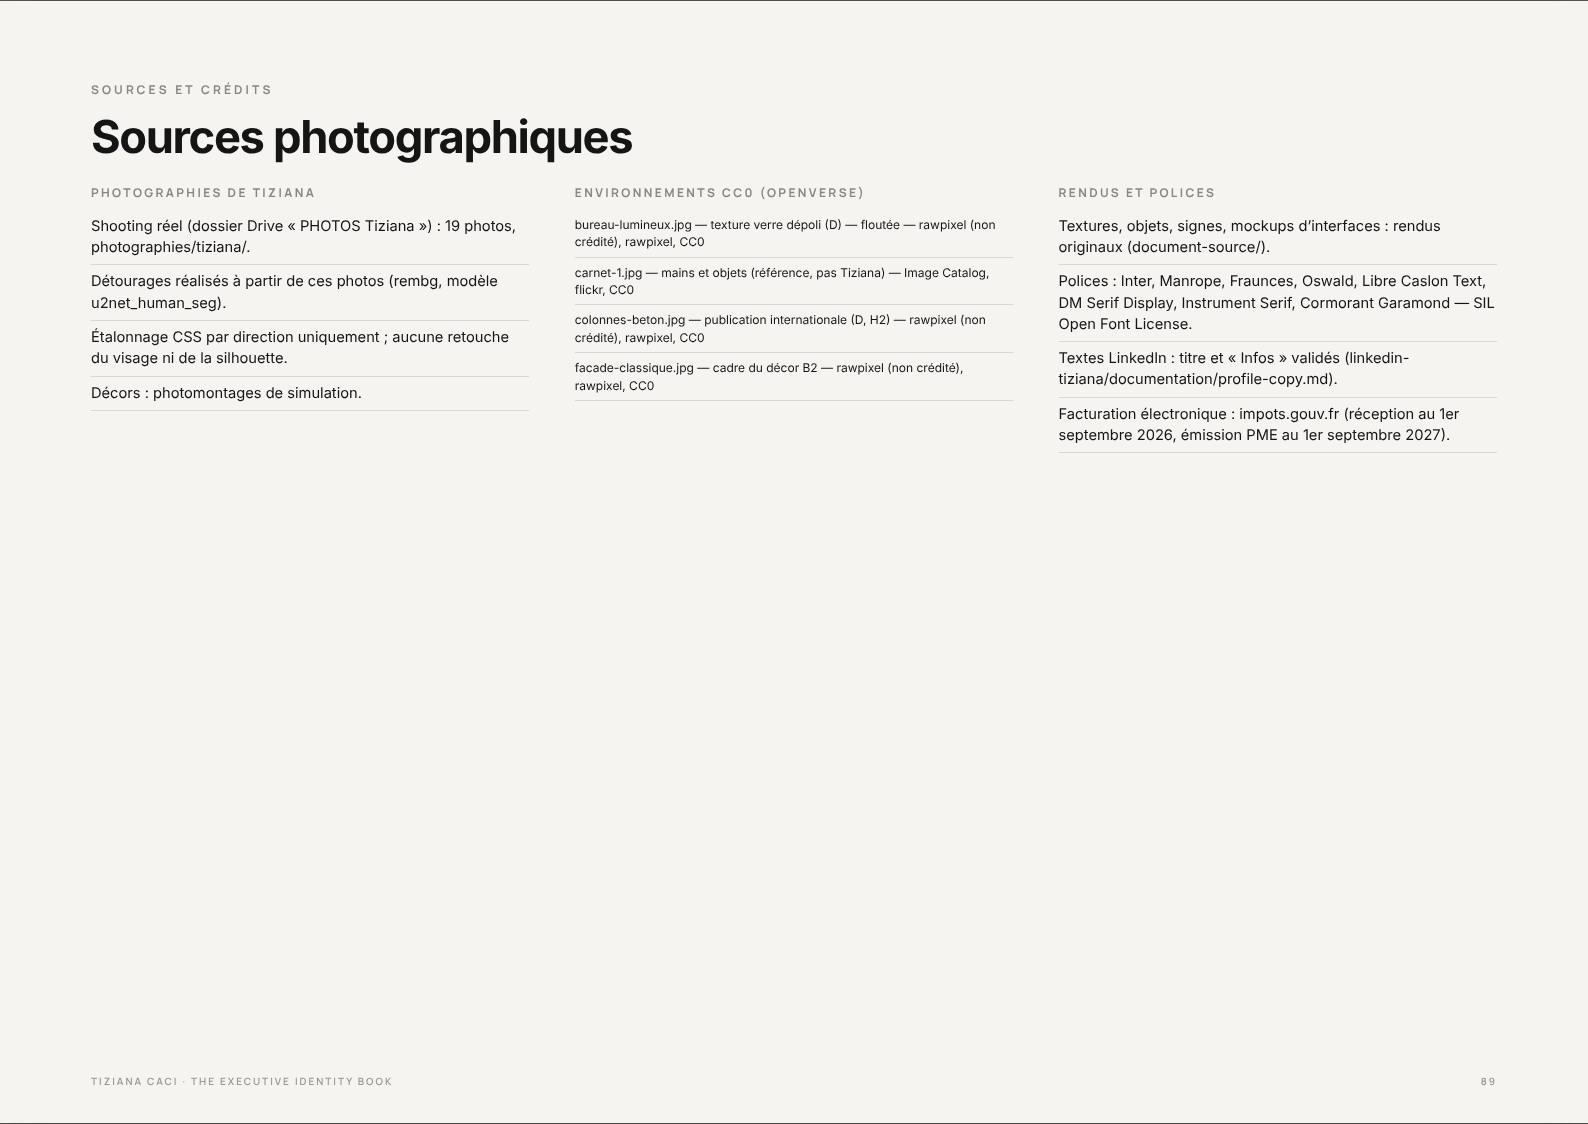 SOURCES ET CRÉDITS
Sources photographiques
PHOTOGRAPHIES DE TIZIANA
Shooting réel (dossier Drive « PHOTOS Tiziana ») : 19 photos,
photographies/tiziana/.
Détourages réalisés à partir de ces photos (rembg, modèle
u2net_human_seg).
Étalonnage CSS par direction uniquement ; aucune retouche
du visage ni de la silhouette.
Décors : photomontages de simulation.
ENVIRONNEMENTS CC0 (OPENVERSE)
bureau-lumineux.jpg — texture verre dépoli (D) — floutée — rawpixel (non
crédité), rawpixel, CC0
carnet-1.jpg — mains et objets (référence, pas Tiziana) — Image Catalog,
flickr, CC0
colonnes-beton.jpg — publication internationale (D, H2) — rawpixel (non
crédité), rawpixel, CC0
facade-classique.jpg — cadre du décor B2 — rawpixel (non crédité),
rawpixel, CC0
RENDUS ET POLICES
Textures, objets, signes, mockups d’interfaces : rendus
originaux (document-source/).
Polices : Inter, Manrope, Fraunces, Oswald, Libre Caslon Text,
DM Serif Display, Instrument Serif, Cormorant Garamond — SIL
Open Font License.
Textes LinkedIn : titre et « Infos » validés (linkedin-
tiziana/documentation/profile-copy.md).
Facturation électronique : impots.gouv.fr (réception au 1er
septembre 2026, émission PME au 1er septembre 2027).
TIZIANA CACI · THE EXECUTIVE IDENTITY BOOK
89